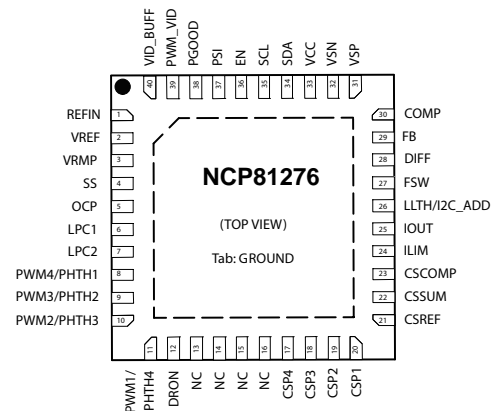 VID_BUFF
PWM_VID
PGOOD
PSI
EN
SCL
SDA
VCC
VSN
VSP
40
39
38
37
36
35
34
33
32
31
REFIN 1
VREF 2
VRMP 3
SS 4
OCP 5
LPC1 6
LPC2 7
PWM4/PHTH1 8
PWM3/PHTH2 9
PWM2/PHTH3 10
NCP81276
(TOP VIEW)
Tab: GROUND
30 COMP
29 FB
28 DIFF
27 FSW
26 LLTH/I2C_ADD
25 IOUT
24 ILIM
23 CSCOMP
22 CSSUM
21 CSREF
11
12
13
14
15
16
17
18
19
20
PWM1/
PHTH4
DRON
NC
NC
NC
NC
CSP4
CSP3
CSP2
CSP1